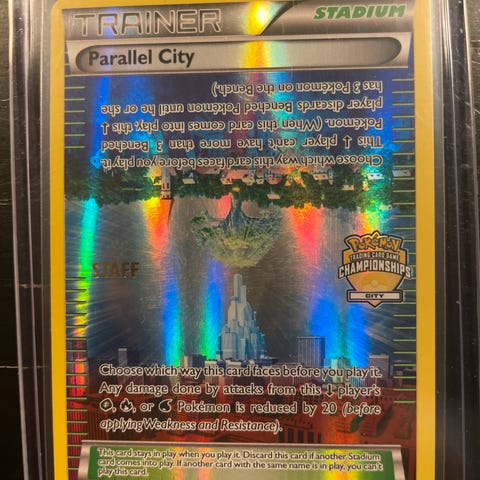 TRAINER
STADIUM
Parallel City
Choose which way this card faces before you play it.
This ↓ player can't have more than 3 Benched
Pokémon. (When this card comes into play, this ↓
player discards Benched Pokémon until he or she
has 3 Pokémon on the Bench.)
STAFF
Pokémon
TRADING CARD GAME
CHAMPIONSHIPS
CITY
Choose which way this card faces before you play it.
Any damage done by attacks from this ↓ player's
, , or Pokémon is reduced by 20 (before
applying Weakness and Resistance).
This card stays in play when you play it. Discard this card if another Stadium
card comes into play. If another card with the same name is in play, you can't
play this card.